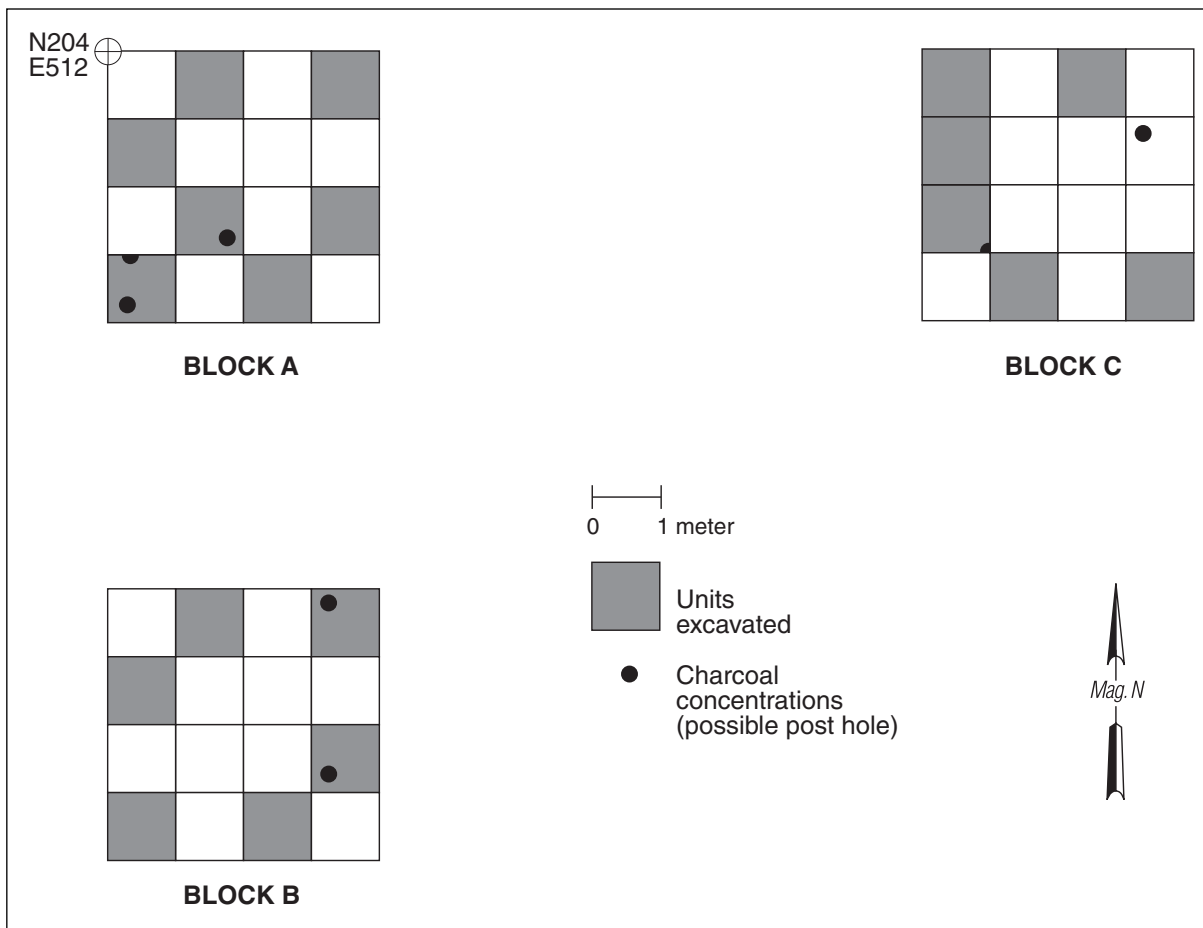 N204
E512
BLOCK A
BLOCK C
0 1 meter
Units
excavated
Charcoal
concentrations
(possible post hole)
Mag. N
BLOCK B